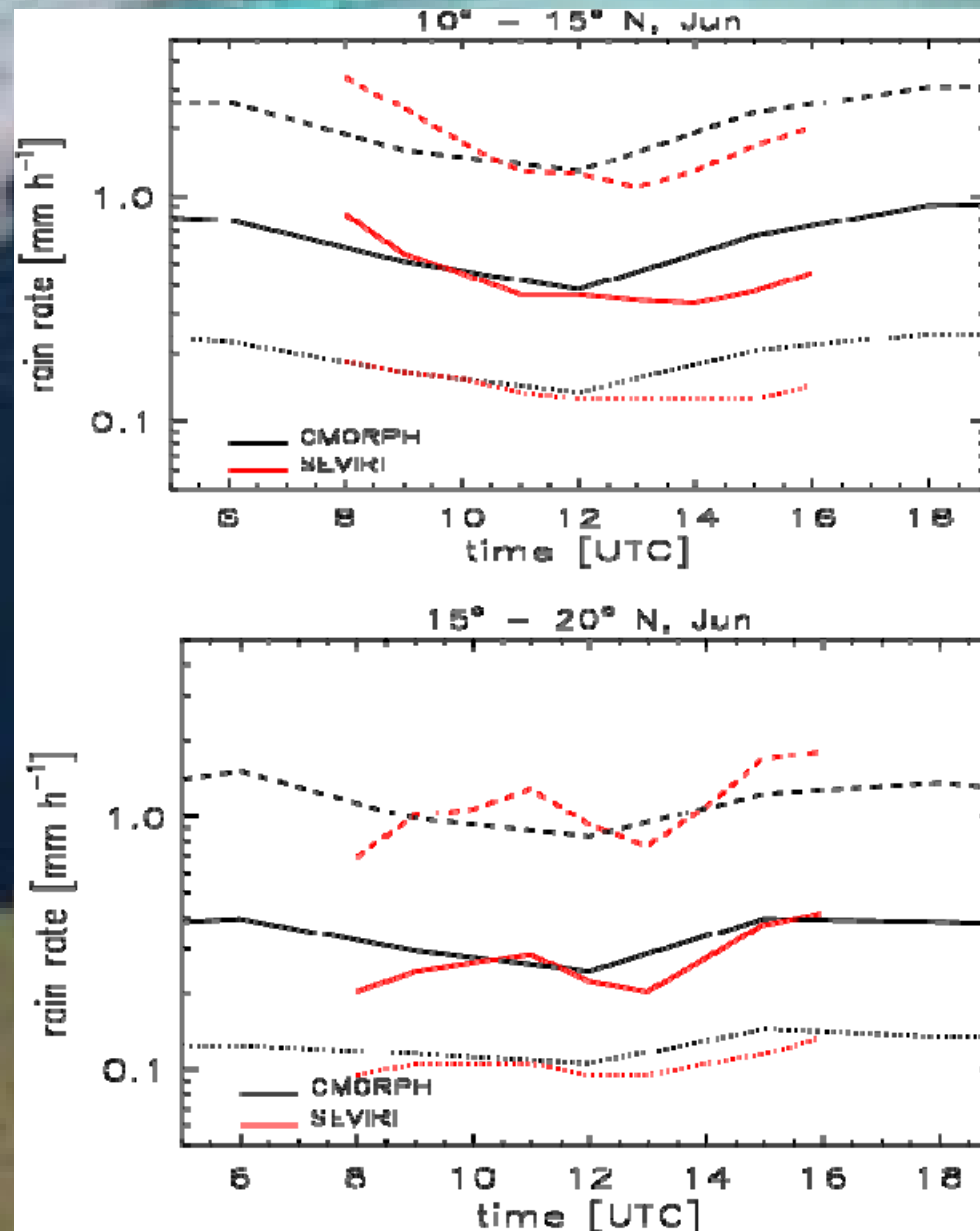 10° – 15° N, Jun
rain rate [mm h⁻¹]
1.0
0.1
CMORPH
SEVIRI
6 8 10 12 14 16 18
time [UTC]
15° – 20° N, Jun
rain rate [mm h⁻¹]
1.0
0.1
CMORPH
SEVIRI
6 8 10 12 14 16 18
time [UTC]